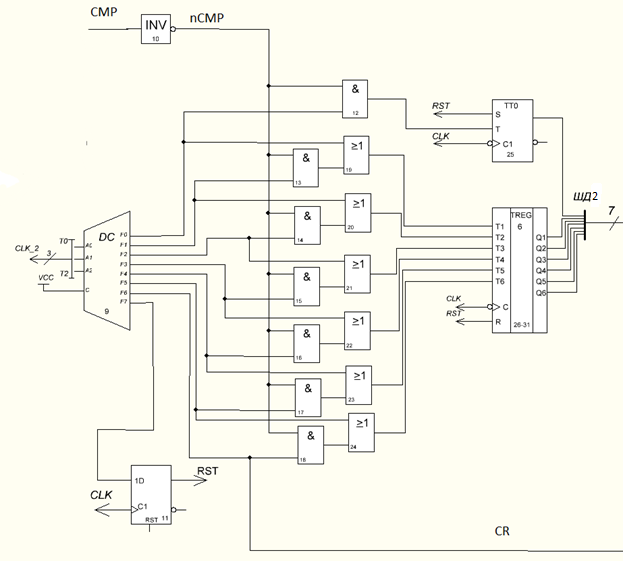 CMP
INV
10
nCMP
&
12
RST
CLK
TT0
S
T
C1
25
≥1
19
&
13
ШД2
7
≥1
20
&
14
DC
CLK_2
3
T0
T2
VCC
A0
A1
A2
C
9
F0
F1
F2
F3
F4
F5
F6
F7
≥1
21
&
15
TREG
6
T1
T2
T3
T4
T5
T6
Q1
Q2
Q3
Q4
Q5
Q6
CLK
RST
C
R
26-31
≥1
22
&
16
≥1
23
&
17
≥1
24
&
18
1D
RST
CLK
C1
RST
11
CR